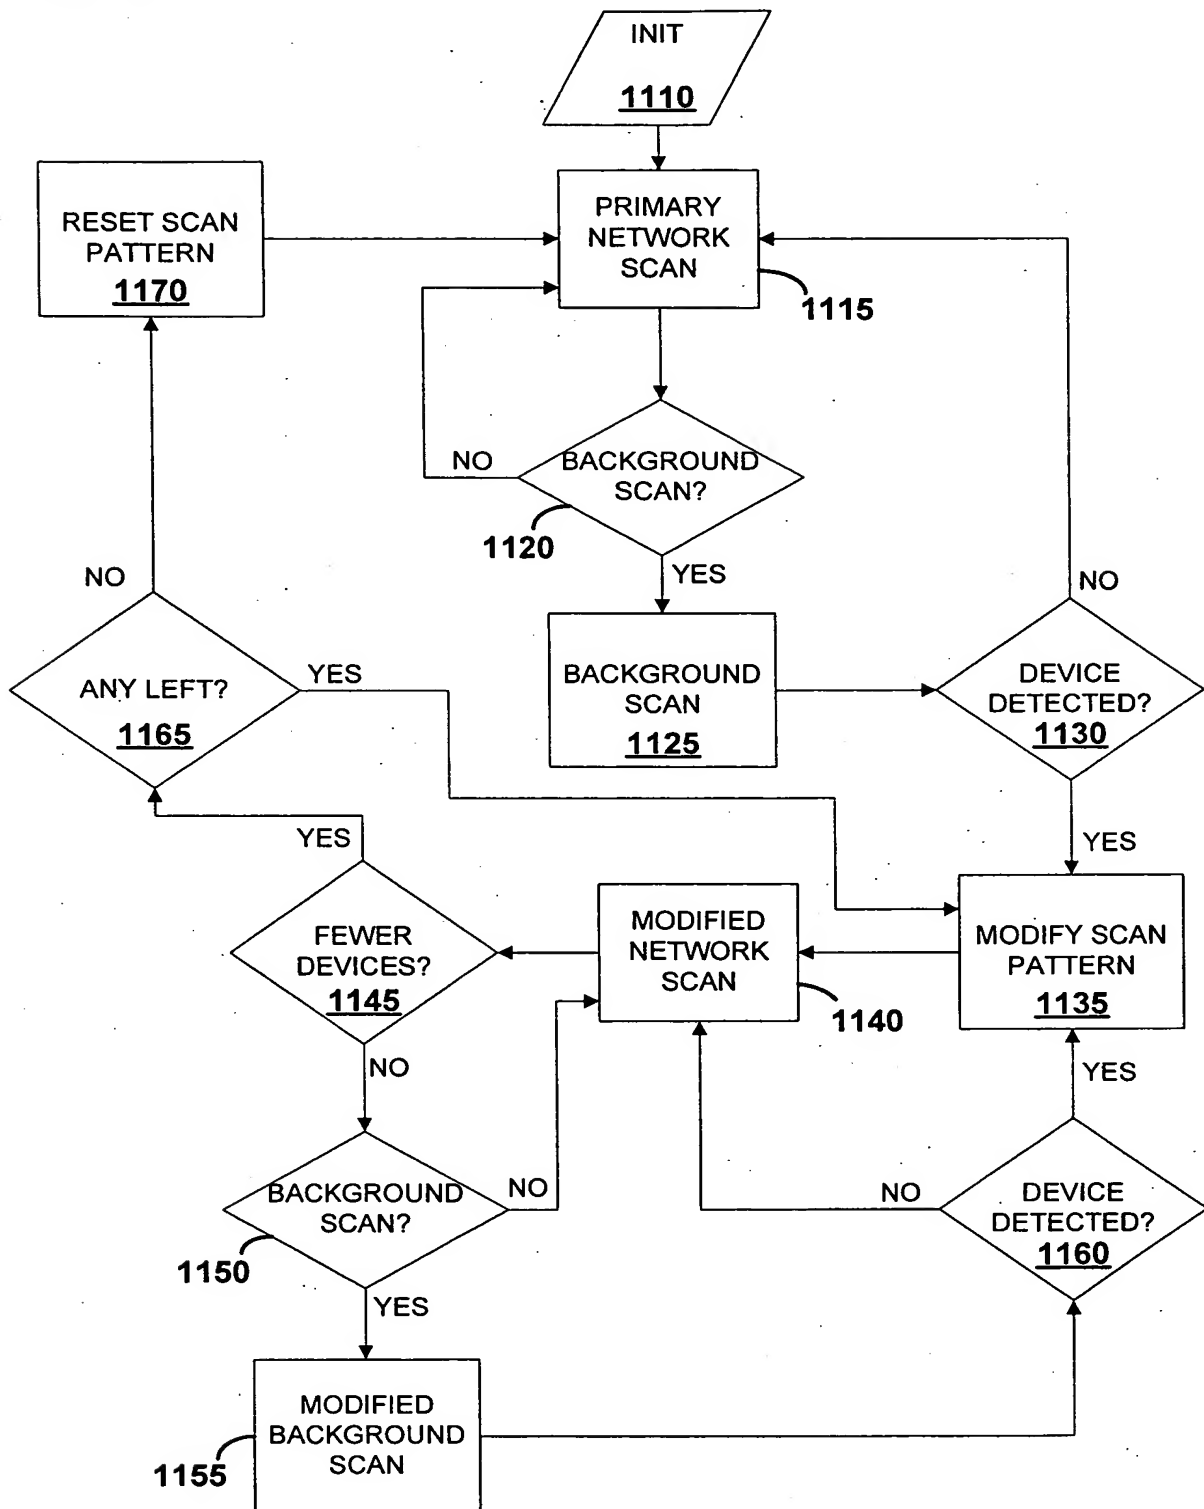 INIT
1110
RESET SCAN
PATTERN
1170
PRIMARY
NETWORK
SCAN
1115
NO
BACKGROUND
SCAN?
1120
YES
NO
NO
ANY LEFT?
1165
YES
BACKGROUND
SCAN
1125
DEVICE
DETECTED?
1130
YES
YES
FEWER
DEVICES?
1145
MODIFIED
NETWORK
SCAN
1140
MODIFY SCAN
PATTERN
1135
NO
YES
BACKGROUND
SCAN?
1150
NO
NO
DEVICE
DETECTED?
1160
YES
MODIFIED
BACKGROUND
SCAN
1155